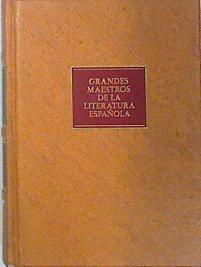 GRANDES
MAESTROS
DE LA
LITERATURA
ESPAÑOLA